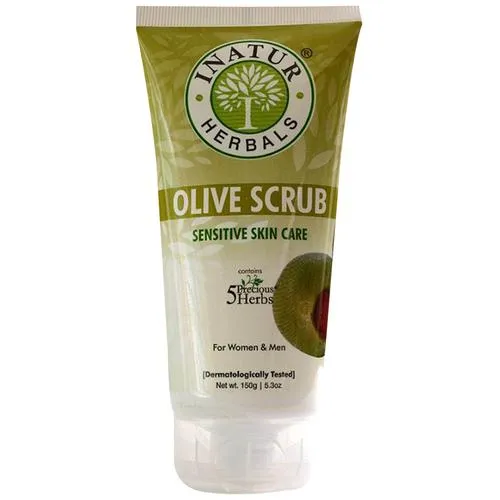 INATUR
®
HERBALS
OLIVE SCRUB
SENSITIVE SKIN CARE
contains
5 Precious
Herbs
For Women & Men
[Dermatologically Tested]
Net wt. 150g | 5.3oz